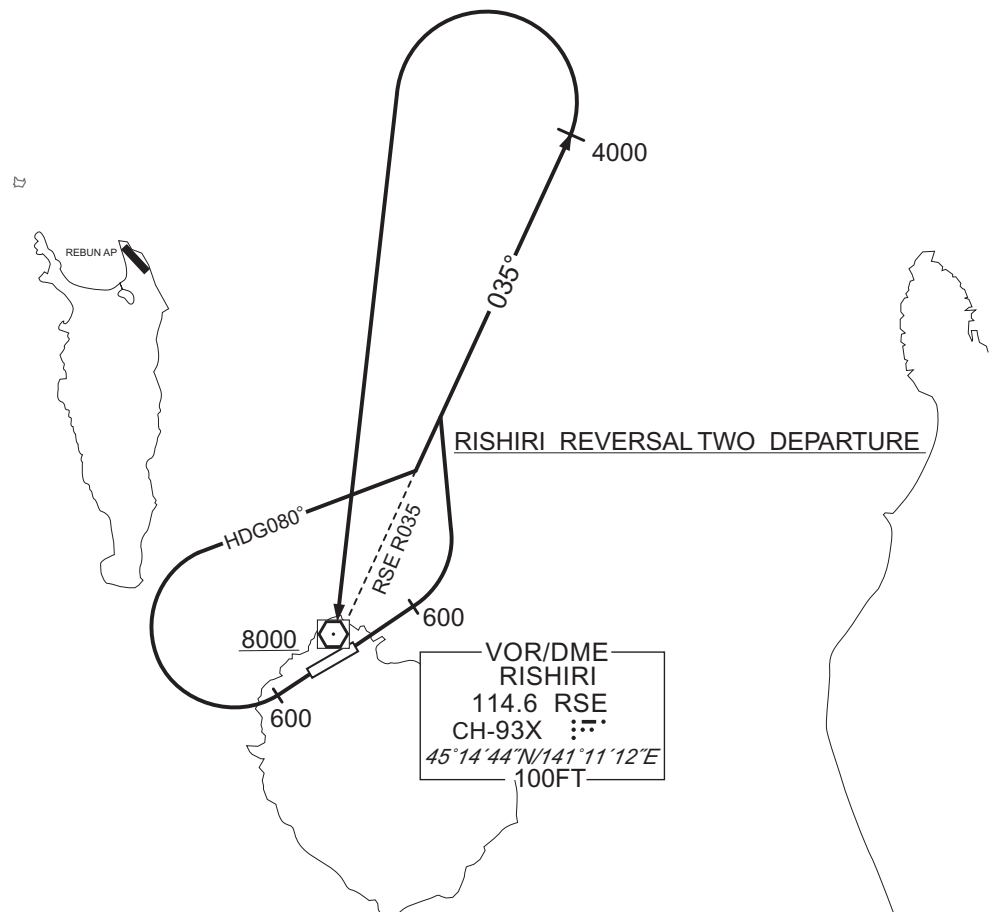 4000
REBUN AP
035°
RISHIRI REVERSAL TWO DEPARTURE
HDG080°
RSE R035
600
8000
600
VOR/DME
RISHIRI
114.6 RSE
CH-93X
45°14´44˝N/141°11´12˝E
100FT